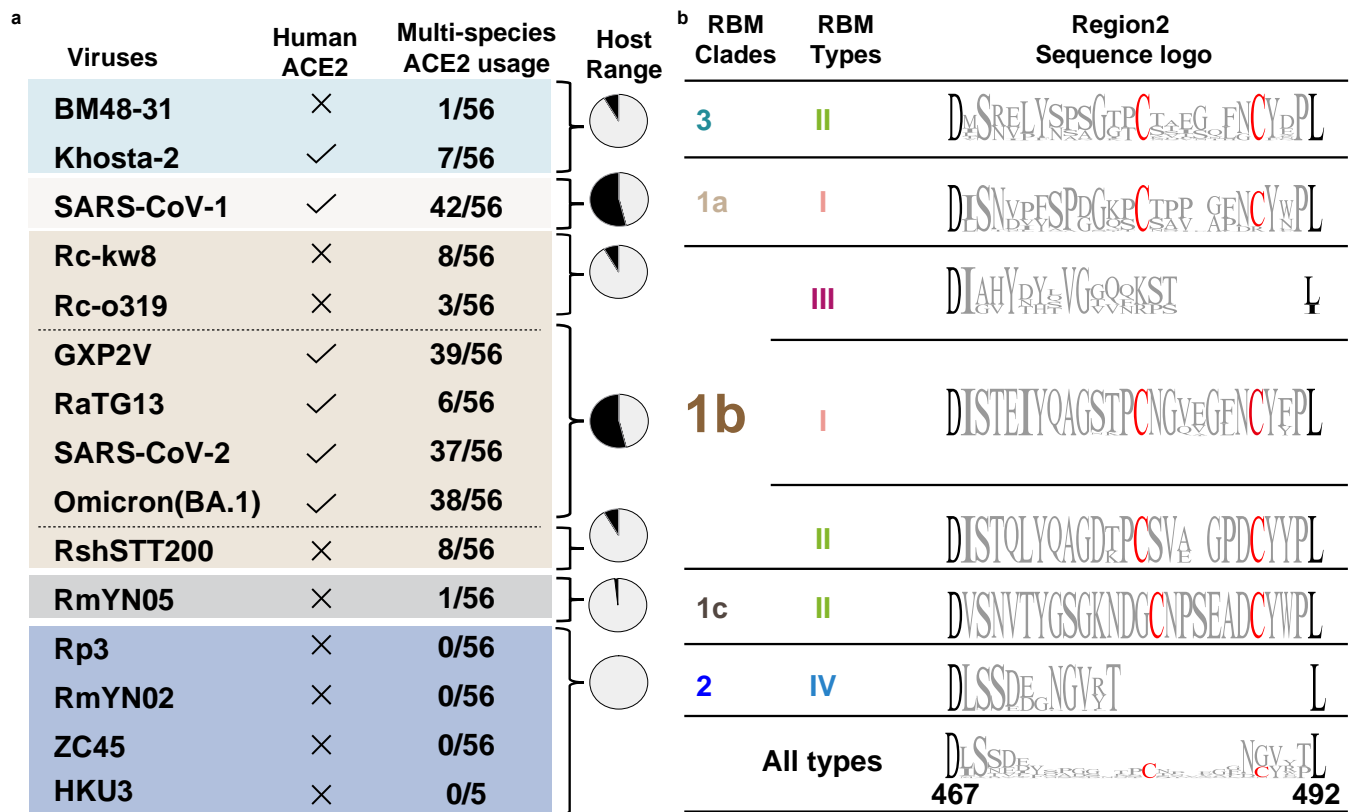 a
Viruses
Human ACE2
Multi-species ACE2 usage
Host Range
BM48-31 × 1/56
Khosta-2 ✓ 7/56
SARS-CoV-1 ✓ 42/56
Rc-kw8 × 8/56
Rc-o319 × 3/56
GXP2V ✓ 39/56
RaTG13 ✓ 6/56
SARS-CoV-2 ✓ 37/56
Omicron(BA.1) ✓ 38/56
RshSTT200 × 8/56
RmYN05 × 1/56
Rp3 × 0/56
RmYN02 × 0/56
ZC45 × 0/56
HKU3 × 0/5
b
RBM Clades
RBM Types
Region2 Sequence logo
3 II
1a I
III
1b I DISTEIYQAGSTPCNGVEGFNCYFPL
II DISTQLYQAGD PCSV GPDCYYPL
1c II DVSNVTYGSGKNDGCNPSEADCYWPL
2 IV
All types
467 492